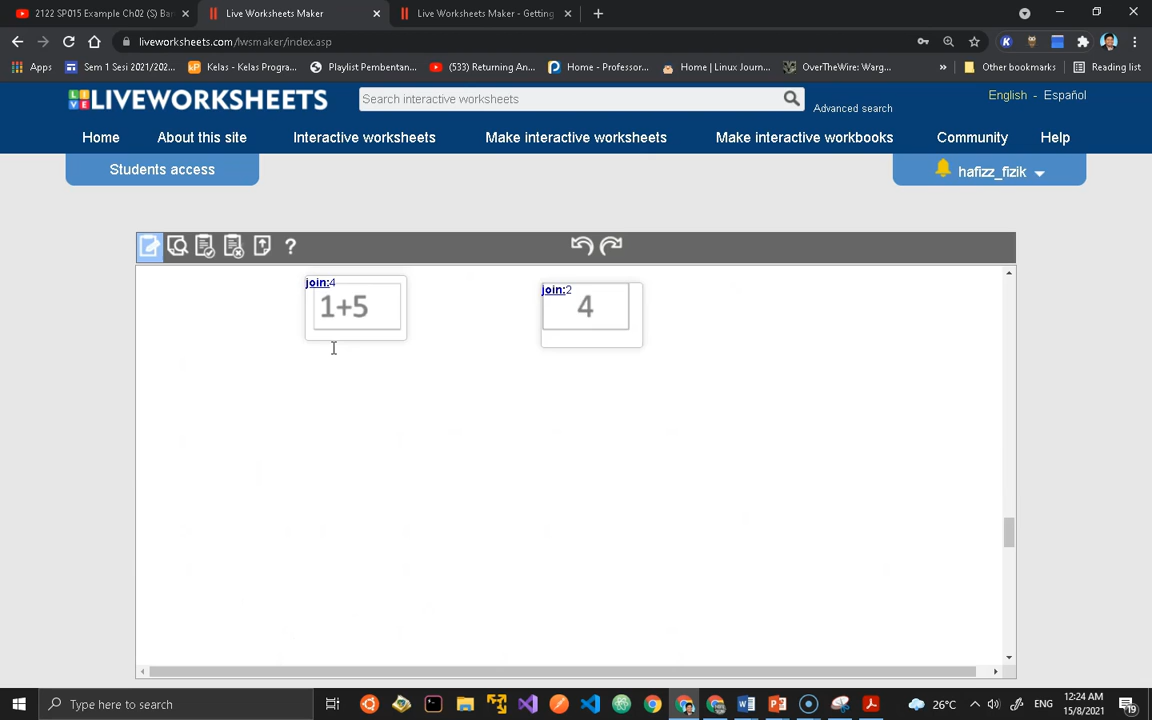 2122 SP015 Example Ch02 (S) Ba
Live Worksheets Maker
Live Worksheets Maker - Getting
liveworksheets.com/lwsmaker/index.asp
Apps
Sem 1 Sesi 2021/202...
Kelas - Kelas Progra...
Playlist Pembentan...
(533) Returning An...
Home - Professor...
Home | Linux Journ...
OverTheWire: Warg...
»
Other bookmarks
Reading list
LIVEWORKSHEETS
Search interactive worksheets
Advanced search
English - Español
Home
About this site
Interactive worksheets
Make interactive worksheets
Make interactive workbooks
Community
Help
Students access
hafizz_fizik
?
join:4
1+5
join:2
4
Type here to search
26°C
ENG
12:24 AM
15/8/2021
19